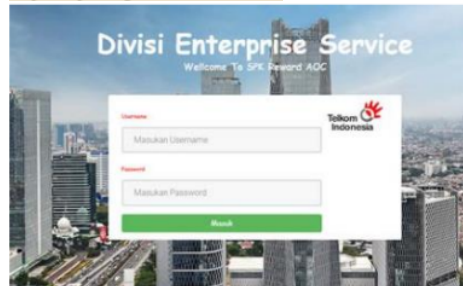 Divisi Enterprise Service
Wellcome To SPK Reward AOC
Username
Telkom
Indonesia
Masukan Username
Password
Masukan Password
Masuk